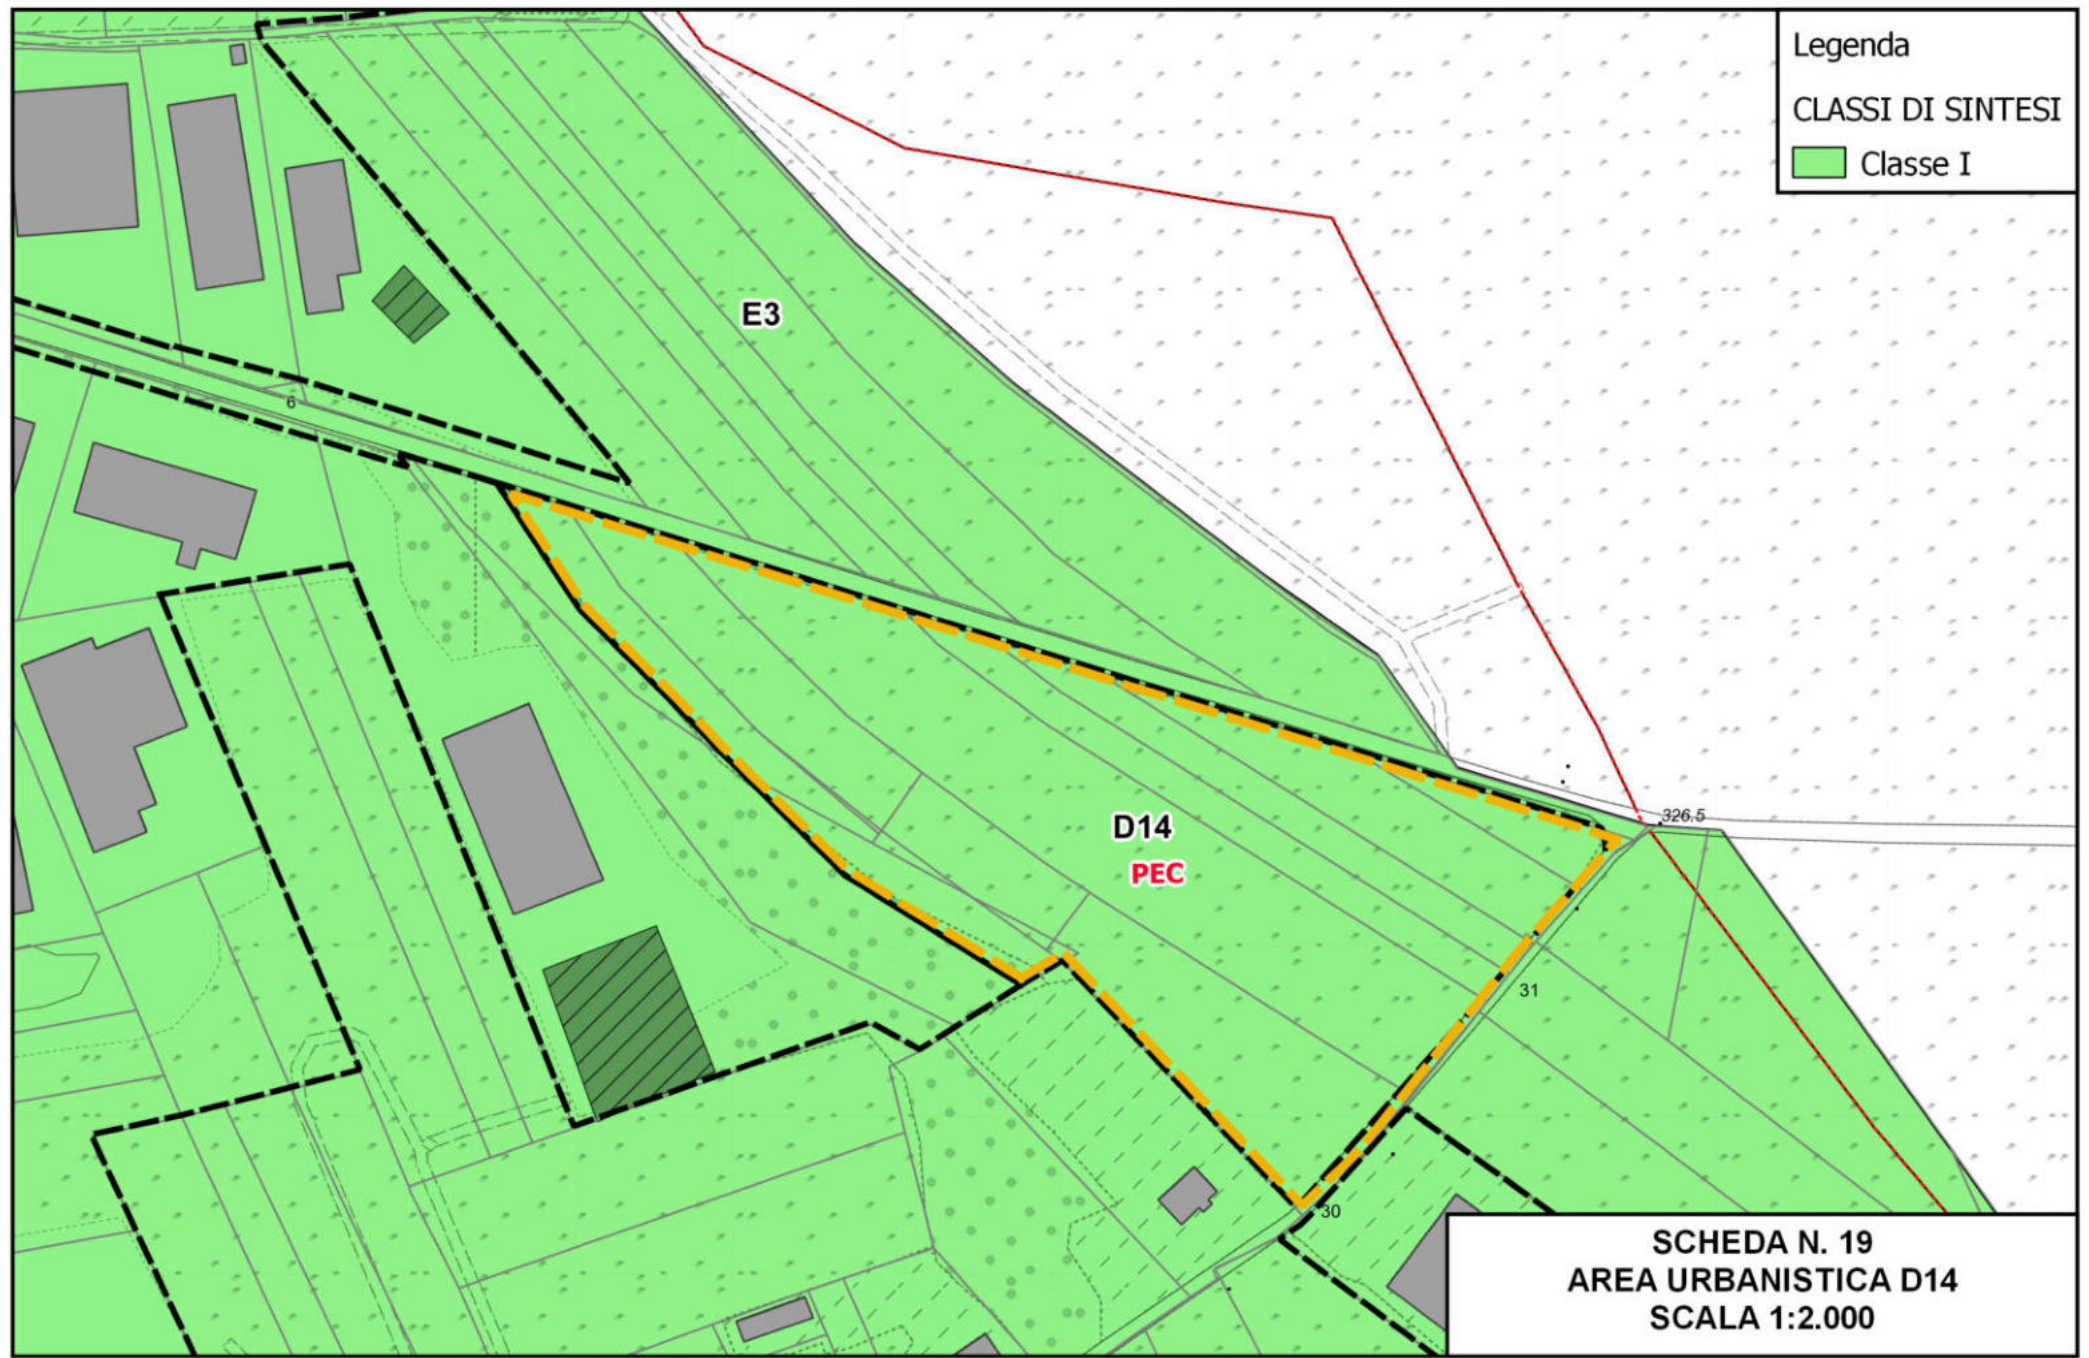 Legenda
CLASSI DI SINTESI
Classe I
E3
6
D14
PEC
326.5
31
30
SCHEDA N. 19
AREA URBANISTICA D14
SCALA 1:2.000